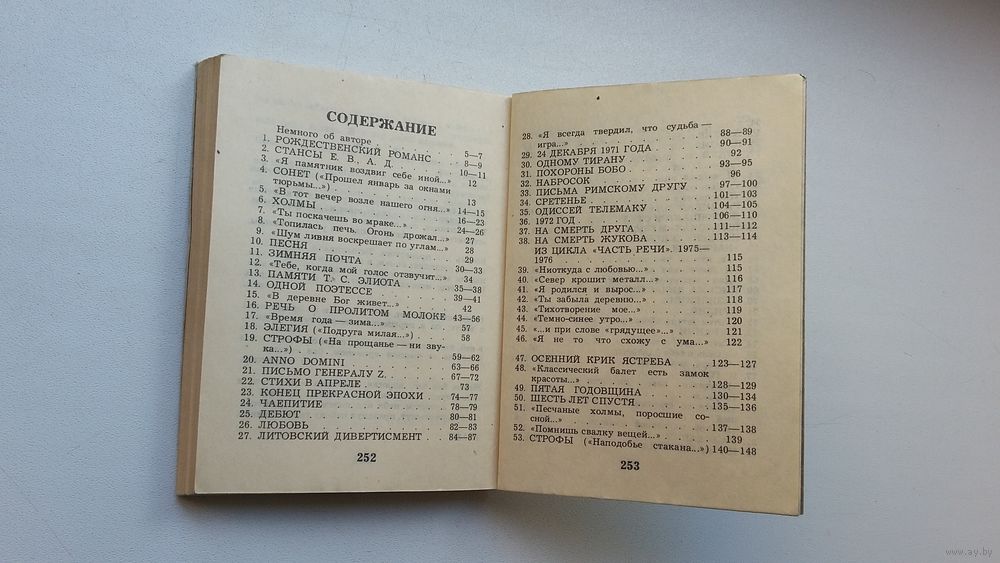 СОДЕРЖАНИЕ
Немного об авторе
1. РОЖДЕСТВЕНСКИЙ РОМАНС . 5—7
2. СТАНСЫ Е. В., А. Д. . . . 8—9
3. «Я памятник воздвиг себе иной...» 10—11
4. СОНЕТ («Прошел январь за окнами 12
тюрьмы...») . . . . . .
5. «В тот вечер возле нашего огня...» 13
6. ХОЛМЫ . . . . . . . 14—15
7. «Ты поскачешь во мраке...» . . 16—23
8. «Топилась печь. Огонь дрожал...» 24—26
9. «Шум ливня воскрешает по углам...» 27
10. ПЕСНЯ . . . . . . . 28
11. ЗИМНЯЯ ПОЧТА . . . . . 29
12. «Тебе, когда мой голос отзвучит...» 30—33
13. ПАМЯТИ Т. С. ЭЛИОТА . . . 34
14. ОДНОЙ ПОЭТЕССЕ . . . . 35—38
15. «В деревне Бог живет...» . . . 39—41
16. РЕЧЬ О ПРОЛИТОМ МОЛОКЕ 42
17. «Время года — зима...» . . . 43—56
18. ЭЛЕГИЯ («Подруга милая...») . . 57
19. СТРОФЫ («На прощанье — ни зву- 58
ка...») . . . . . . .
20. ANNO DOMINI . . . . . 59—62
21. ПИСЬМО ГЕНЕРАЛУ Z. . . . 63—66
22. СТИХИ В АПРЕЛЕ . . . . 67—72
23. КОНЕЦ ПРЕКРАСНОЙ ЭПОХИ . 73
24. ЧАЕПИТИЕ . . . . . . 74—77
25. ДЕБЮТ . . . . . . . 78—79
26. ЛЮБОВЬ . . . . . . . 80—81
27. ЛИТОВСКИЙ ДИВЕРТИСМЕНТ . . 82—83
84—87
252
28. «Я всегда твердил, что судьба —
игра...» . . . . . . . 88—89
29. 24 ДЕКАБРЯ 1971 ГОДА . . . 90—91
30. ОДНОМУ ТИРАНУ . . . . 92
31. ПОХОРОНЫ БОБО . . . . 93—95
32. НАБРОСОК . . . . . . 96
33. ПИСЬМА РИМСКОМУ ДРУГУ . . 97—100
34. СРЕТЕНЬЕ . . . . . . 101—103
35. ОДИССЕЙ ТЕЛЕМАКУ . . . 104—105
36. 1972 ГОД . . . . . . . 106—110
37. НА СМЕРТЬ ДРУГА . . . . 111—112
38. НА СМЕРТЬ ЖУКОВА . . . . 113—114
ИЗ ЦИКЛА «ЧАСТЬ РЕЧИ». 1975—
1976 . . . . . . . . 115
39. «Ниоткуда с любовью...» . . . 115
40. «Север крошит металл...» . . . 116
41. «Я родился и вырос...» . . . . 117
42. «Ты забыла деревню...» . . . . 118
43. «Тихотворение мое...» . . . . 119
44. «Темно-синее утро...» . . . . 120
45. «...и при слове «грядущее»...» . . 121
46. «Я не то что схожу с ума...» . . 122
47. ОСЕННИЙ КРИК ЯСТРЕБА . . . 123—127
48. «Классический балет есть замок
красоты...» . . . . . . 128—129
49. ПЯТАЯ ГОДОВЩИНА . . . . 130—134
50. ШЕСТЬ ЛЕТ СПУСТЯ . . . . 135—136
51. «Песчаные холмы, поросшие со-
сной...» . . . . . . . 137—138
52. «Помнишь свалку вещей...» . . . 139
53. СТРОФЫ («Наподобье стакана...») 140—148
253
www.ay.by